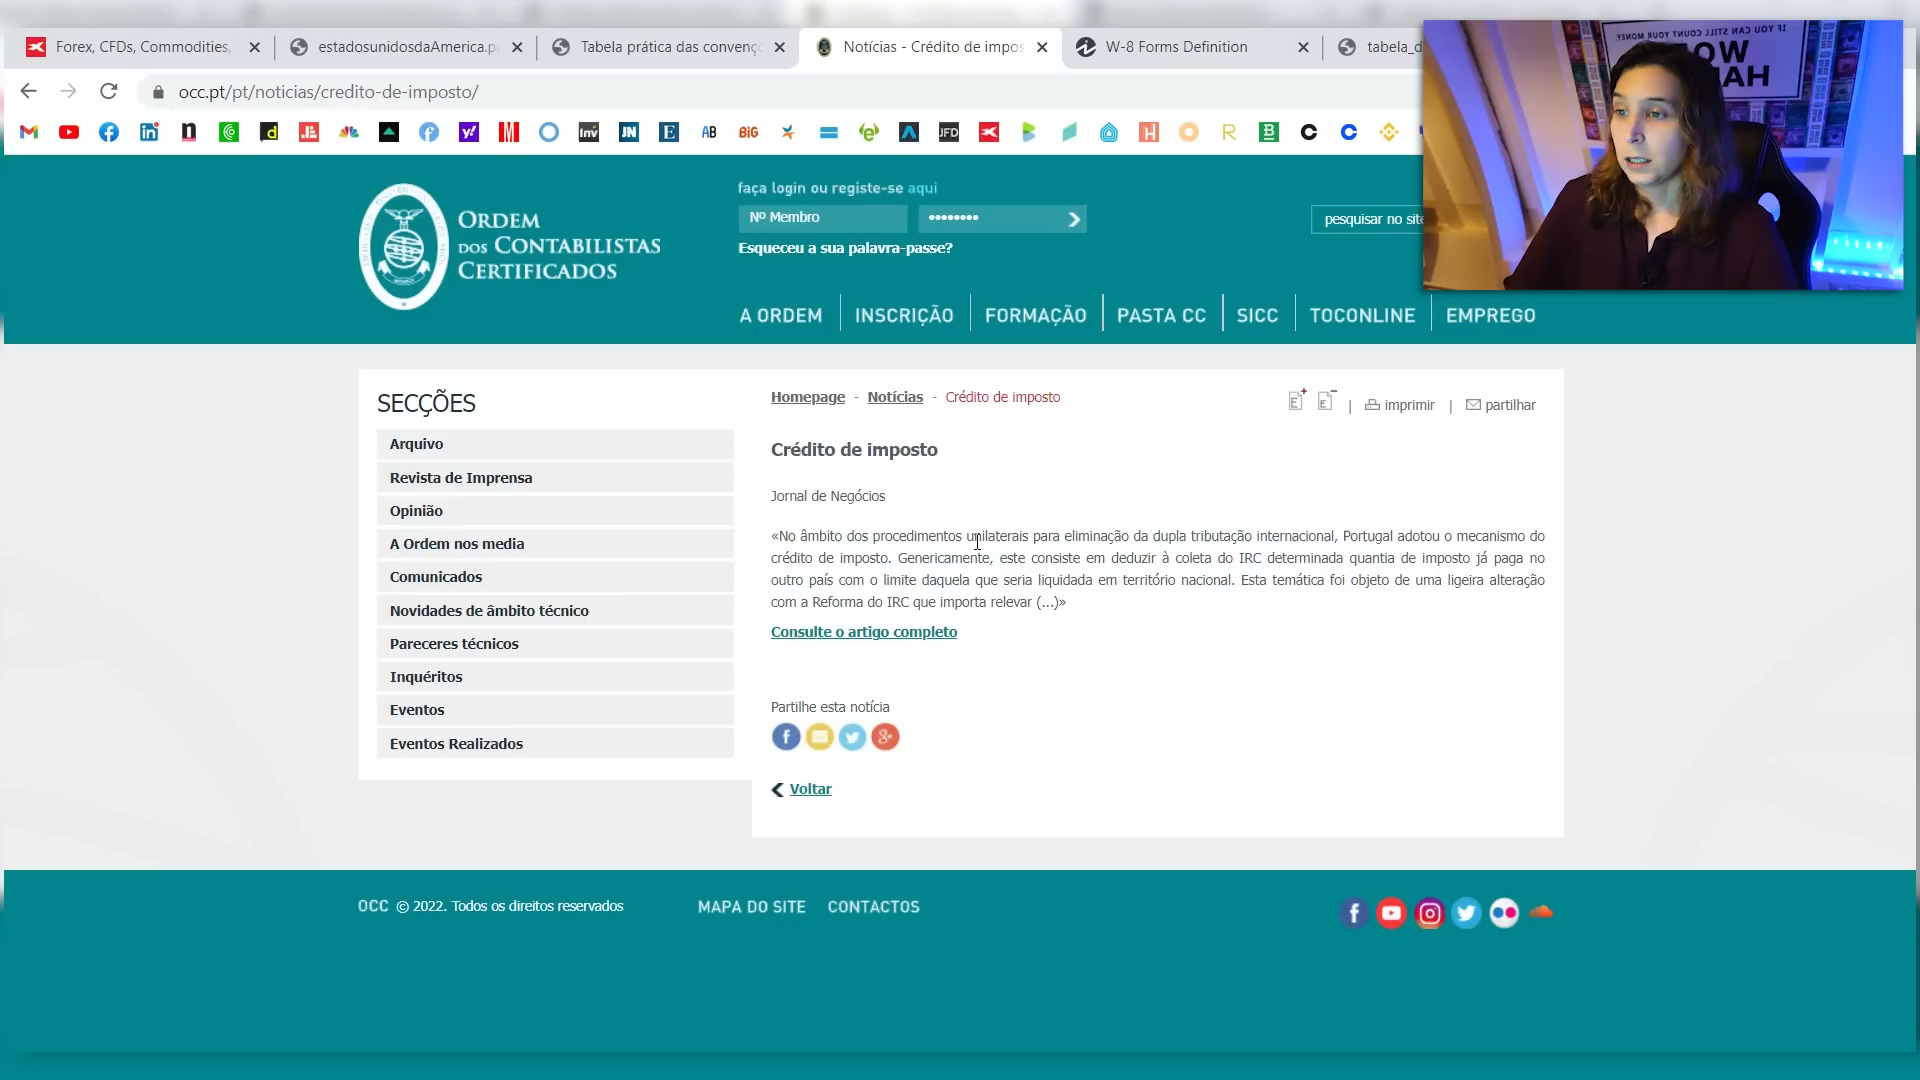 Forex, CFDs, Commodities,
estadosunidosdaAmerica.p
Tabela prática das convenç
Notícias - Crédito de impos
W-8 Forms Definition
tabela_d
occ.pt/pt/noticias/credito-de-imposto/
IF YOU CAN STILL COUNT YOUR MONEY,
faça login ou registe-se aqui
Nº Membro
••••••••
Esqueceu a sua palavra-passe?
pesquisar no site
ORDEM
DOS CONTABILISTAS
CERTIFICADOS
A ORDEM
INSCRIÇÃO
FORMAÇÃO
PASTA CC
SICC
TOCONLINE
EMPREGO
SECÇÕES
Arquivo
Revista de Imprensa
Opinião
A Ordem nos media
Comunicados
Novidades de âmbito técnico
Pareceres técnicos
Inquéritos
Eventos
Eventos Realizados
Homepage - Notícias - Crédito de imposto
imprimir | partilhar
Crédito de imposto
Jornal de Negócios
«No âmbito dos procedimentos unilaterais para eliminação da dupla tributação internacional, Portugal adotou o mecanismo do
crédito de imposto. Genericamente, este consiste em deduzir à coleta do IRC determinada quantia de imposto já paga no
outro país com o limite daquela que seria liquidada em território nacional. Esta temática foi objeto de uma ligeira alteração
com a Reforma do IRC que importa relevar (...)»
Consulte o artigo completo
Partilhe esta notícia
Voltar
OCC © 2022. Todos os direitos reservados
MAPA DO SITE
CONTACTOS